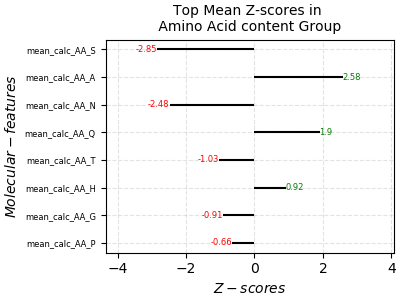 Top Mean Z-scores in
Amino Acid content Group
mean_calc_AA_S
-2.85
mean_calc_AA_A
2.58
mean_calc_AA_N
-2.48
mean_calc_AA_Q
1.9
mean_calc_AA_T
-1.03
mean_calc_AA_H
0.92
mean_calc_AA_G
-0.91
mean_calc_AA_P
-0.66
Molecular − features
−4 −2 0 2 4
Z − scores